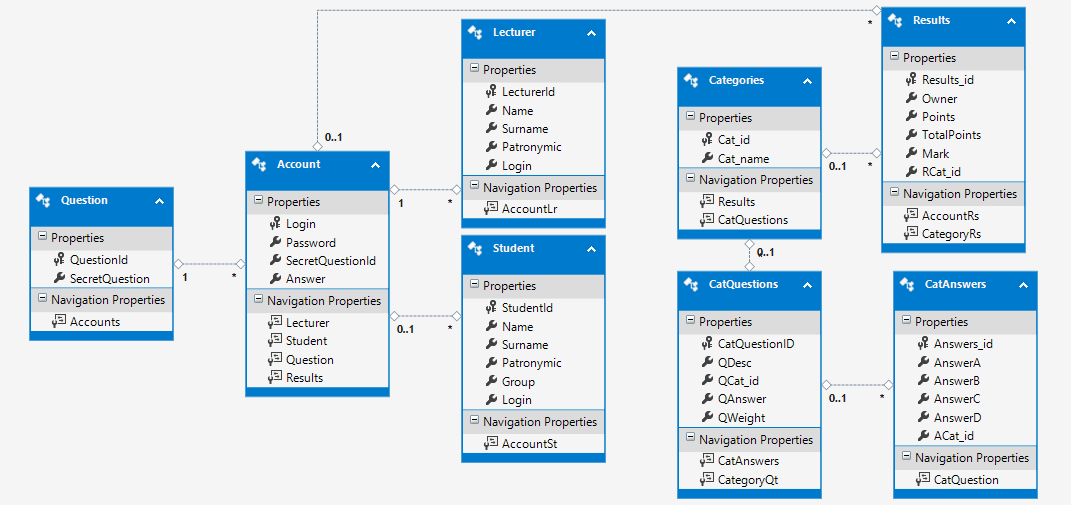 Question
Properties
QuestionId
SecretQuestion
Navigation Properties
Accounts
1
*
Account
Properties
Login
Password
SecretQuestionId
Answer
Navigation Properties
Lecturer
Student
Question
Results
0..1
*
1
*
0..1
*
Lecturer
Properties
LecturerId
Name
Surname
Patronymic
Login
Navigation Properties
AccountLr
Student
Properties
StudentId
Name
Surname
Patronymic
Group
Login
Navigation Properties
AccountSt
Categories
Properties
Cat_id
Cat_name
Navigation Properties
Results
CatQuestions
0..1
*
0..1
Results
Properties
Results_id
Owner
Points
TotalPoints
Mark
RCat_id
Navigation Properties
AccountRs
CategoryRs
CatQuestions
Properties
CatQuestionID
QDesc
QCat_id
QAnswer
QWeight
Navigation Properties
CatAnswers
CategoryQt
0..1
*
CatAnswers
Properties
Answers_id
AnswerA
AnswerB
AnswerC
AnswerD
ACat_id
Navigation Properties
CatQuestion